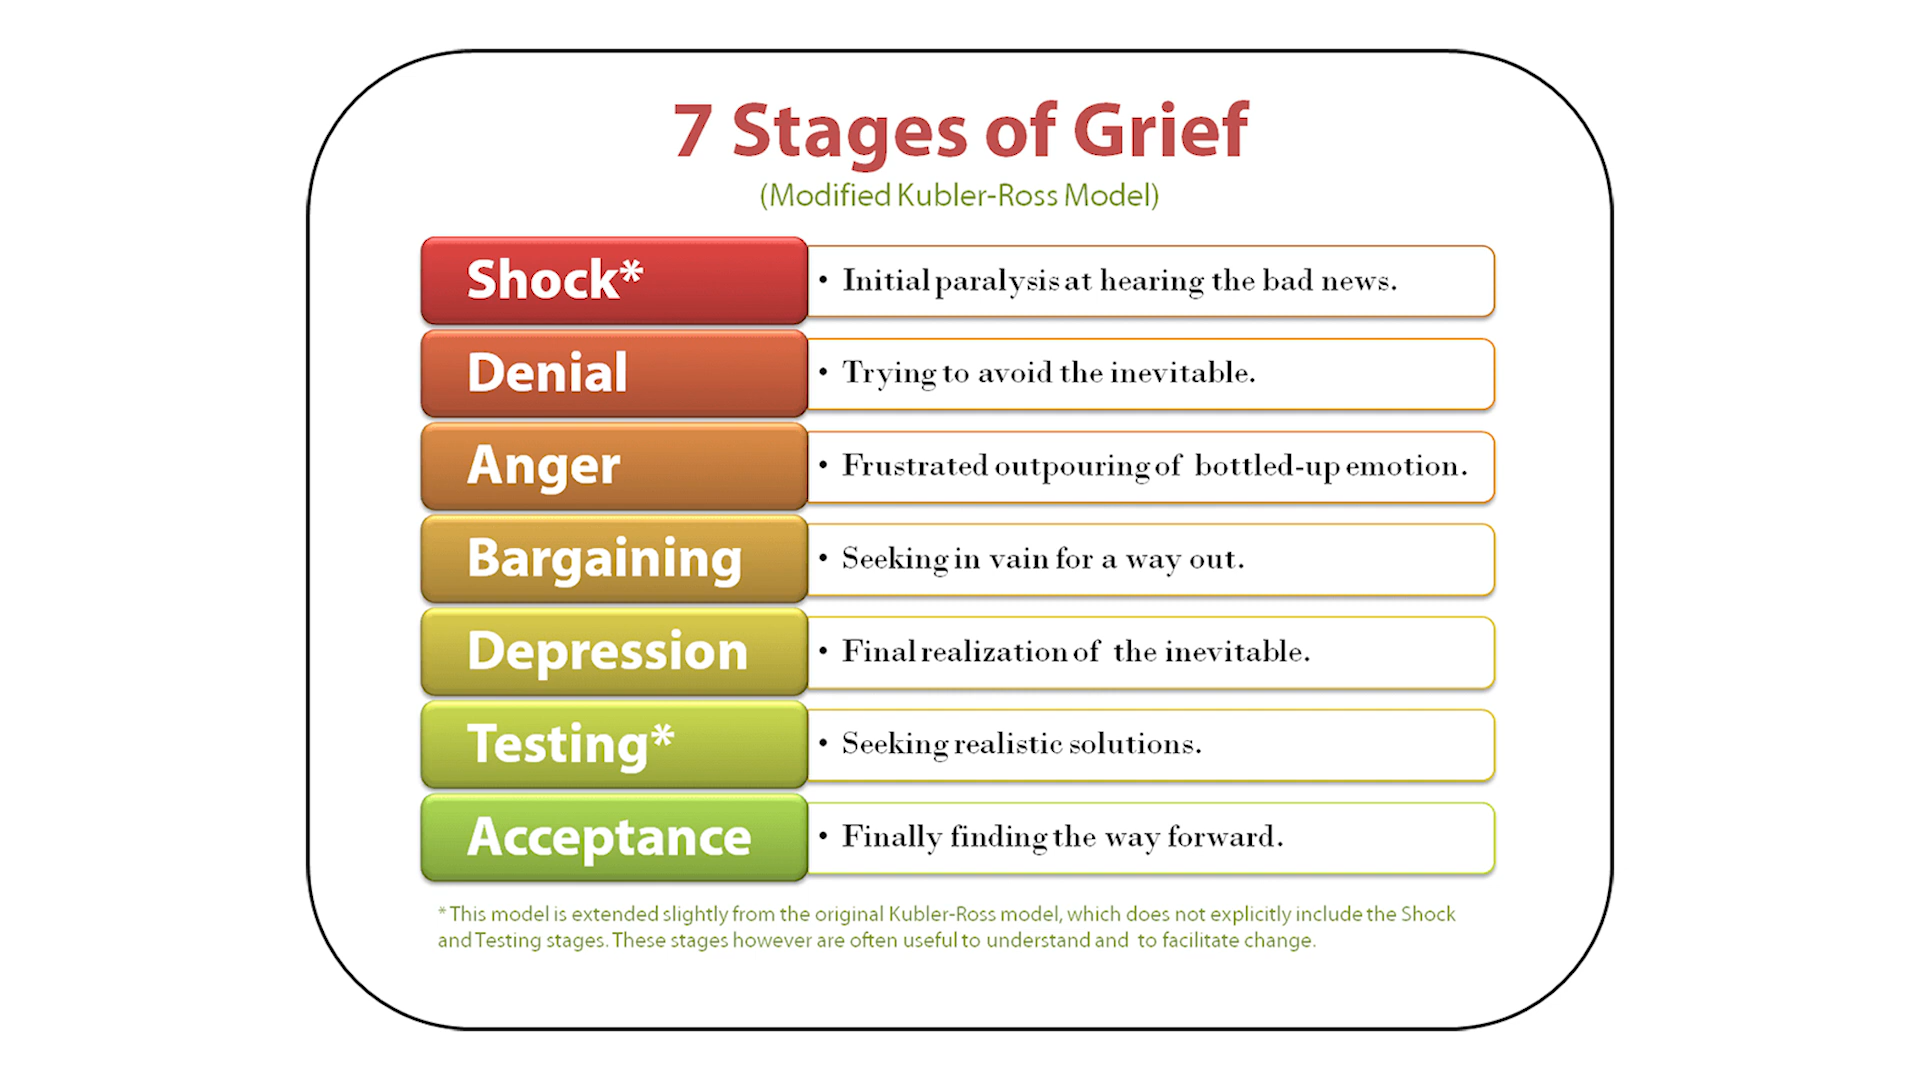 7 Stages of Grief
(Modified Kubler-Ross Model)
Shock*
• Initial paralysis at hearing the bad news.
Denial
• Trying to avoid the inevitable.
Anger
• Frustrated outpouring of bottled-up emotion.
Bargaining
• Seeking in vain for a way out.
Depression
• Final realization of the inevitable.
Testing*
• Seeking realistic solutions.
Acceptance
• Finally finding the way forward.
* This model is extended slightly from the original Kubler-Ross model, which does not explicitly include the Shock
and Testing stages. These stages however are often useful to understand and to facilitate change.